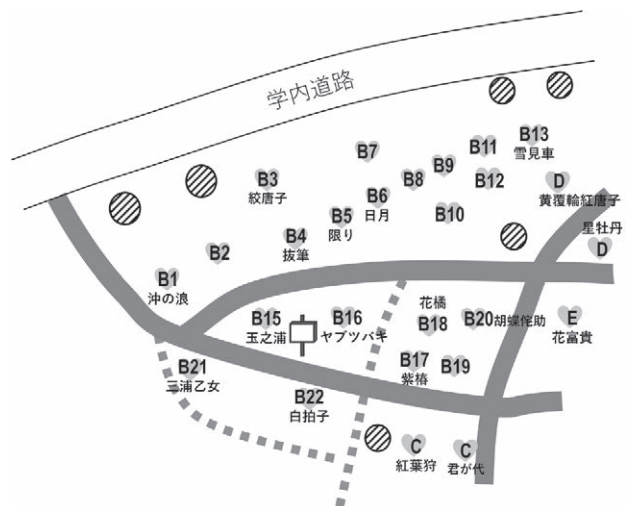 学内道路
B13
雪見車
B11
B7
B9
B3
絞唐子
B8
B12
D
黄覆輪紅唐子
B6
日月
B5
限り
B10
B4
抜筆
星牡丹
D
B2
B1
沖の浪
B15
玉之浦
B16
ヤブツバキ
花橘
B18
B20胡蝶侘助
E
花富貴
B17
紫椿
B19
B21
三浦乙女
B22
白拍子
C
紅葉狩
C
君が代